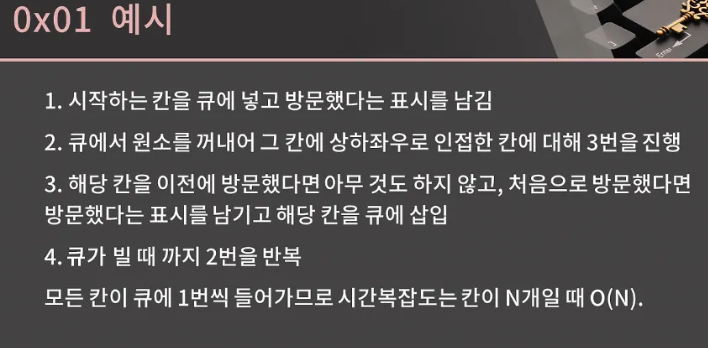 0x01 예시
Enter
1. 시작하는 칸을 큐에 넣고 방문했다는 표시를 남김
2. 큐에서 원소를 꺼내어 그 칸에 상하좌우로 인접한 칸에 대해 3번을 진행
3. 해당 칸을 이전에 방문했다면 아무 것도 하지 않고, 처음으로 방문했다면
방문했다는 표시를 남기고 해당 칸을 큐에 삽입
4. 큐가 빌 때 까지 2번을 반복
모든 칸이 큐에 1번씩 들어가므로 시간복잡도는 칸이 N개일 때 O(N).